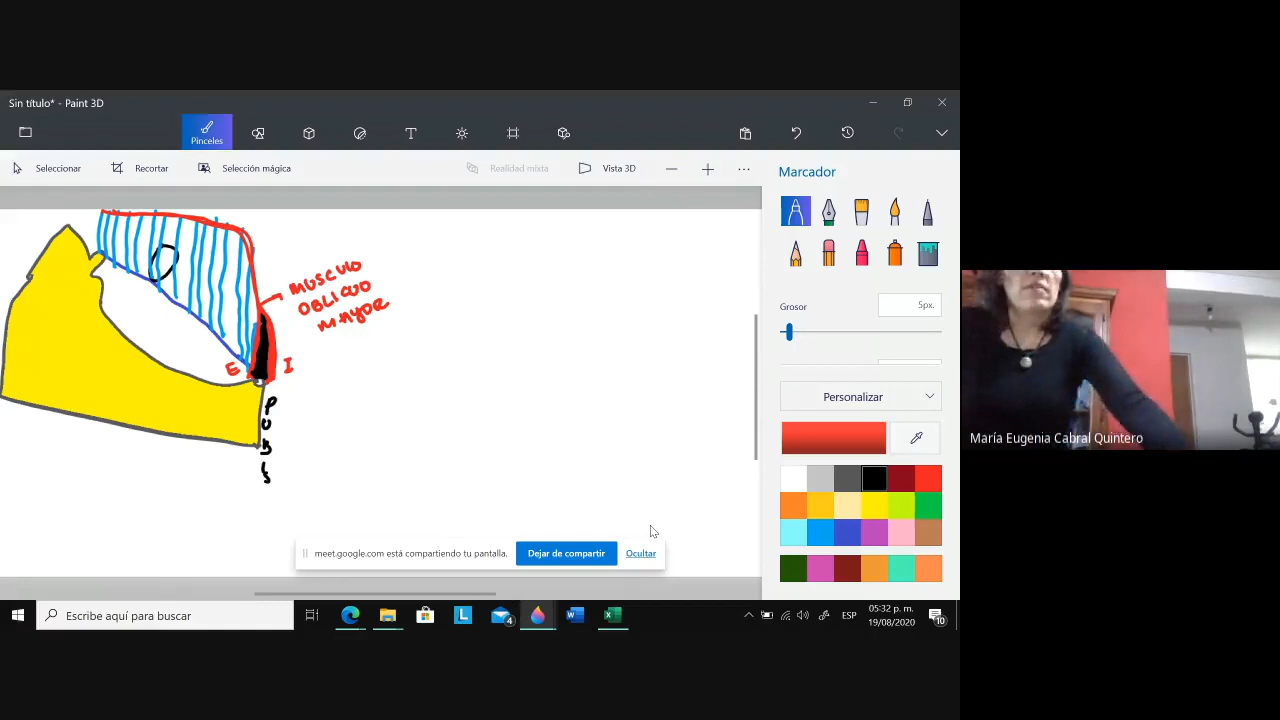 Sin título* - Paint 3D
Pinceles
Seleccionar
Recortar
Selección mágica
Realidad mixta
Vista 3D
Marcador
MUSCULO
OBLICUO
MAYOR
E
I
P
U
B
I
S
Grosor
5px.
Personalizar
meet.google.com está compartiendo tu pantalla.
Dejar de compartir
Ocultar
María Eugenia Cabral Quintero
Escribe aquí para buscar
L
4
W
X
ESP
05:32 p. m.
19/08/2020
10